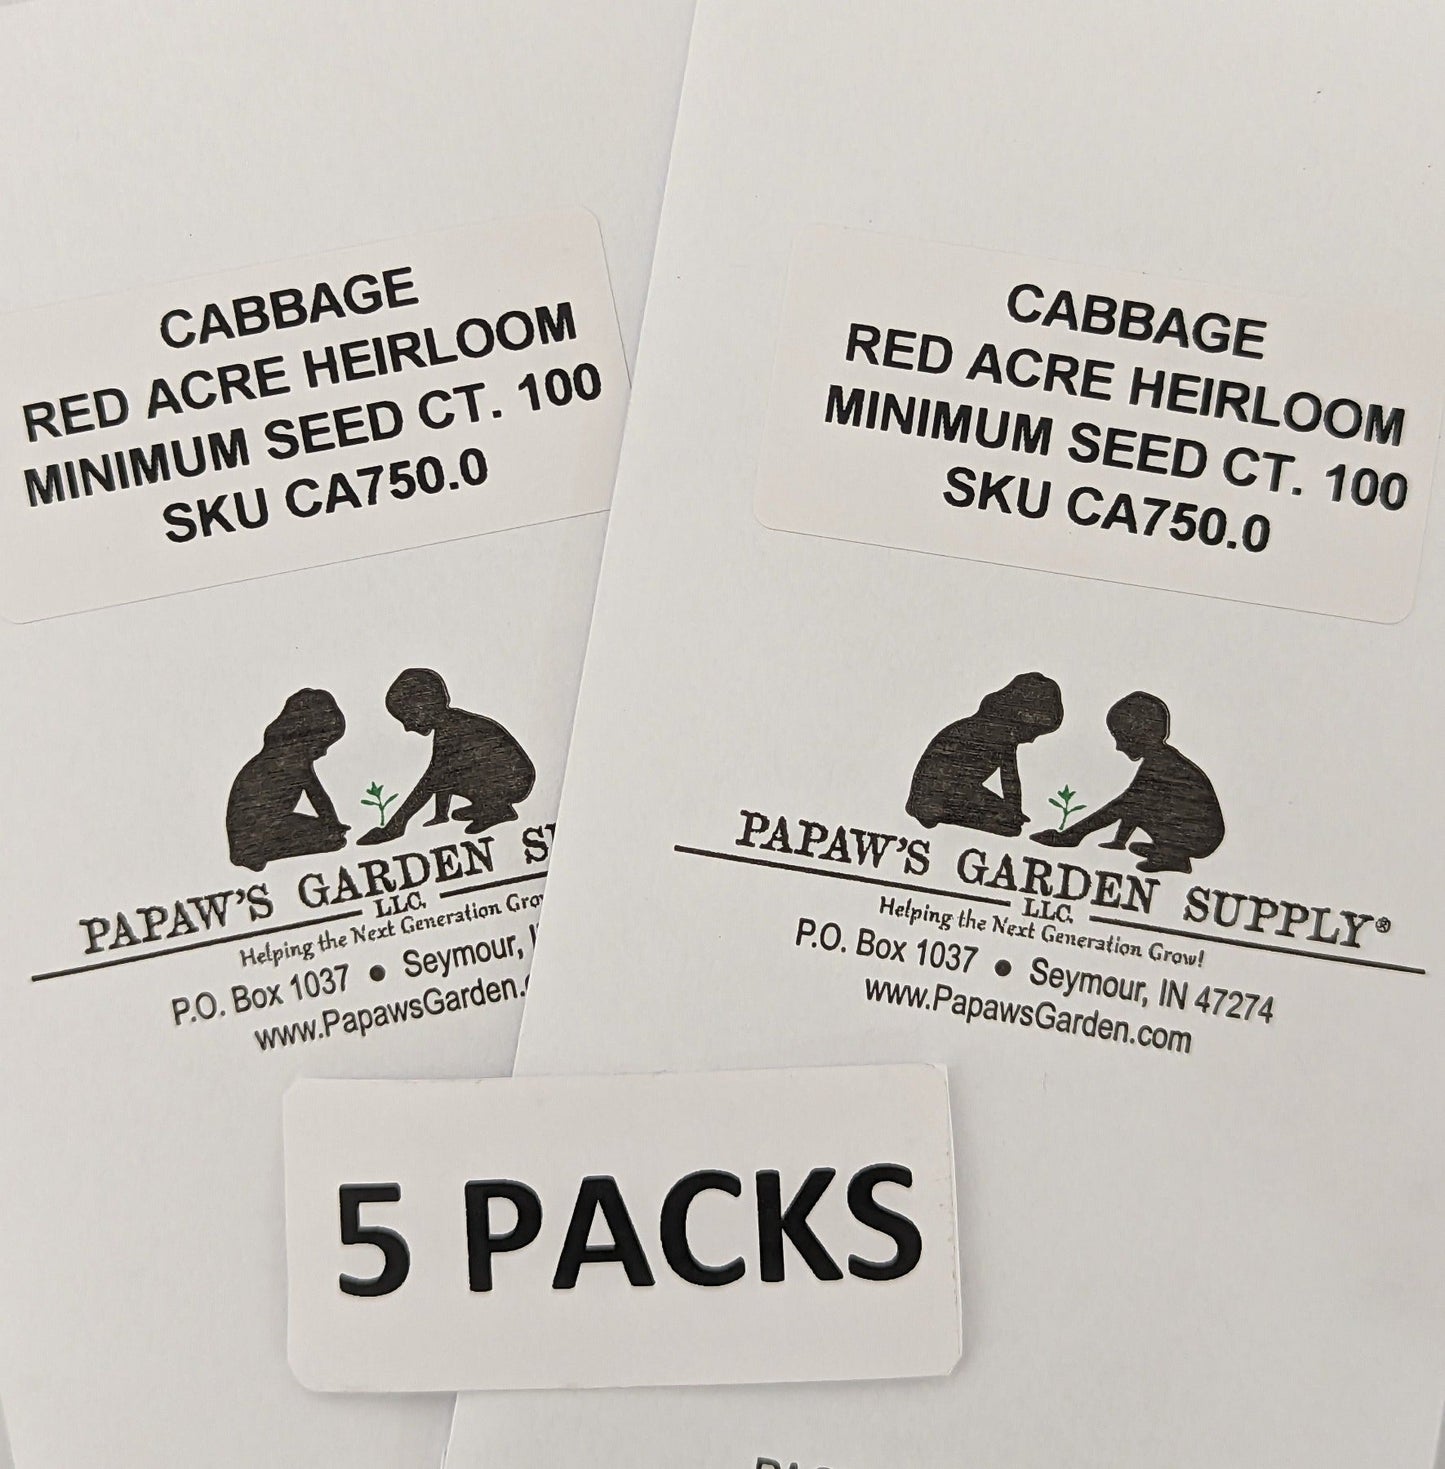 CABBAGE
RED ACRE HEIRLOOM
MINIMUM SEED CT. 100
SKU CA750.0
PAPAW'S GARDEN
LLC.
Helping the Next Generation
P.O. Box 1037 ● Seymour,
www.PapawsGarden.
CABBAGE
RED ACRE HEIRLOOM
MINIMUM SEED CT. 100
SKU CA750.0
PAPAW'S GARDEN SUPPLY®
LLC.
Helping the Next Generation Grow!
P.O. Box 1037 ● Seymour, IN 47274
www.PapawsGarden.com
5 PACKS